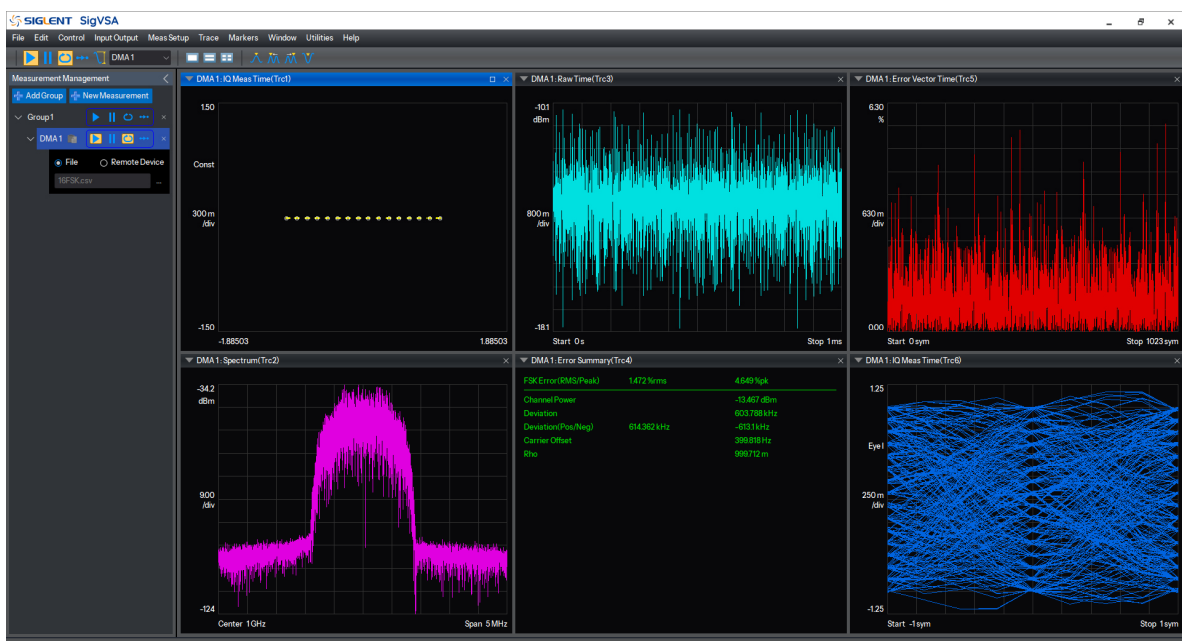 SIGLENT SigVSA
File Edit Control Input Output Meas Setup Trace Markers Window Utilities Help
DMA 1
Measurement Management
Add Group New Measurement
Group1
DMA 1
File Remote Device
16FSK.csv ...
DMA 1: IQ Meas Time(Trc1)
1.50
Const
300 m
/div
-1.50
-1.88503 1.88503
DMA 1: Raw Time(Trc3)
-10.1
dBm
800 m
/div
-18.1
Start 0 s Stop 1 ms
DMA 1: Error Vector Time(Trc5)
6.30
%
630 m
/div
0.00
Start 0 sym Stop 1023 sym
DMA 1: Spectrum(Trc2)
-34.2
dBm
9.00
/div
-124
Center 1 GHz Span 5 MHz
DMA 1: Error Summary(Trc4)
FSK Error(RMS/Peak) 1.472 %rms 4.649 %pk
Channel Power -13.467 dBm
Deviation 603.788 kHz
Deviation(Pos/Neg) 614.362 kHz -613.1 kHz
Carrier Offset 399.818 Hz
Rho 999.712 m
DMA 1: IQ Meas Time(Trc6)
1.25
Eye I
250 m
/div
-1.25
Start -1 sym Stop 1 sym